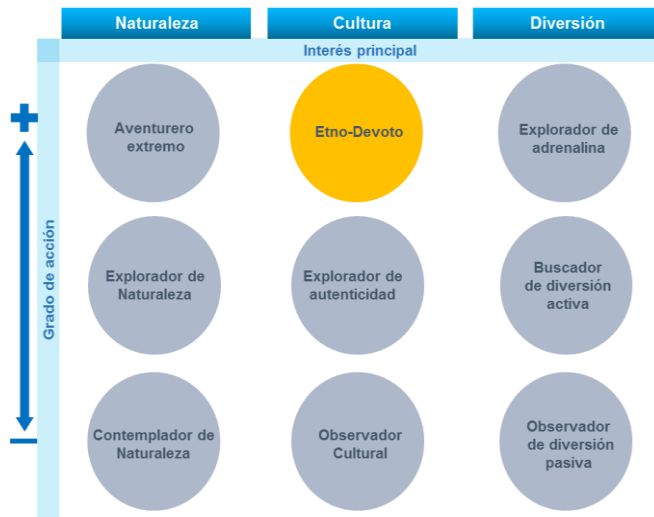 Naturaleza
Cultura
Diversión
Interés principal
Grado de acción
Aventurero
extremo
Etno-Devoto
Explorador de
adrenalina
Explorador de
Naturaleza
Explorador de
autenticidad
Buscador
de diversión
activa
Contemplador de
Naturaleza
Observador
Cultural
Observador
de diversión
pasiva